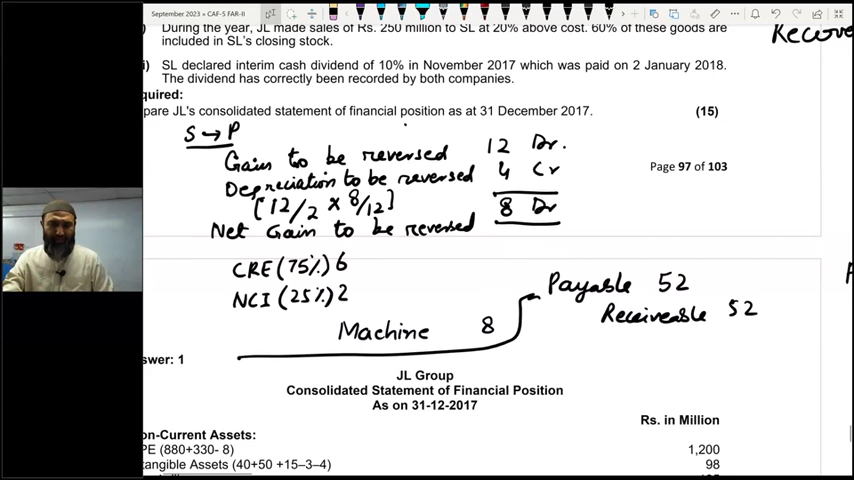 September 2023 » CAF-5 FAR-II
During the year, JL made sales of Rs. 250 million to SL at 20% above cost. 60% of these goods are
included in SL's closing stock.
Recove
i) SL declared interim cash dividend of 10% in November 2017 which was paid on 2 January 2018.
The dividend has correctly been recorded by both companies.
quired:
pare JL's consolidated statement of financial position as at 31 December 2017. (15)
S → P
Gain to be reversed 12 Dr.
Depreciation to be reversed 4 Cr
[12/2 × 8/12]
Net Gain to be reversed 8 Dr
Page 97 of 103
CRE (75%) 6
NCI (25%) 2
Machine 8
Payable 52
Receiveable 52
swer: 1
JL Group
Consolidated Statement of Financial Position
As on 31-12-2017
Rs. in Million
on-Current Assets:
PE (880+330- 8) 1,200
tangible Assets (40+50 +15–3–4) 98